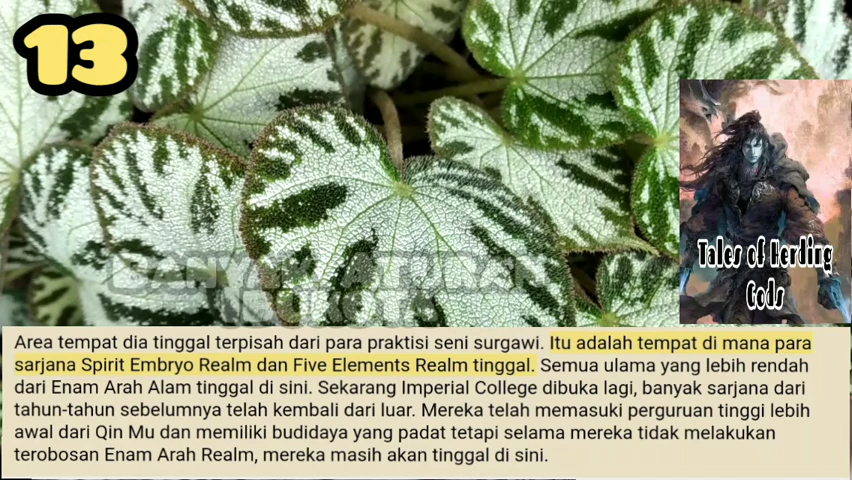 13
BANYAK ATURAN
IBUKOTA
Tales of Herding
Gods
Area tempat dia tinggal terpisah dari para praktisi seni surgawi. Itu adalah tempat di mana para
sarjana Spirit Embryo Realm dan Five Elements Realm tinggal. Semua ulama yang lebih rendah
dari Enam Arah Alam tinggal di sini. Sekarang Imperial College dibuka lagi, banyak sarjana dari
tahun-tahun sebelumnya telah kembali dari luar. Mereka telah memasuki perguruan tinggi lebih
awal dari Qin Mu dan memiliki budidaya yang padat tetapi selama mereka tidak melakukan
terobosan Enam Arah Realm, mereka masih akan tinggal di sini.